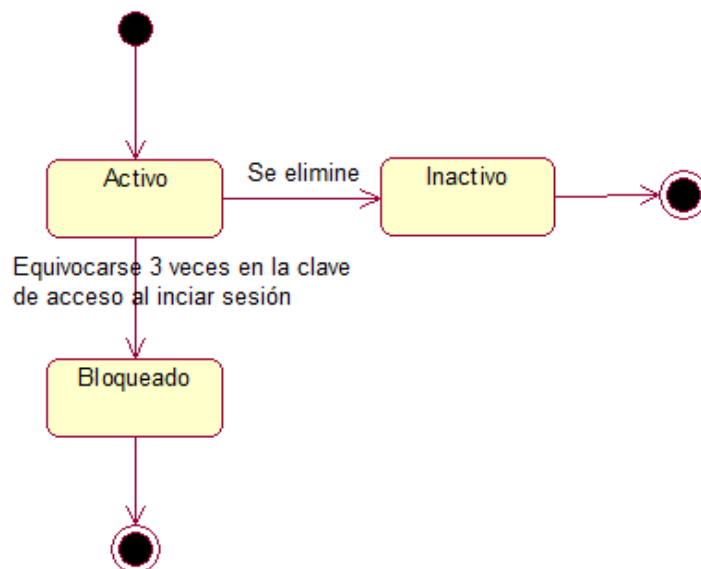 Activo
Se elimine
Inactivo
Equivocarse 3 veces en la clave
de acceso al inciar sesión
Bloqueado